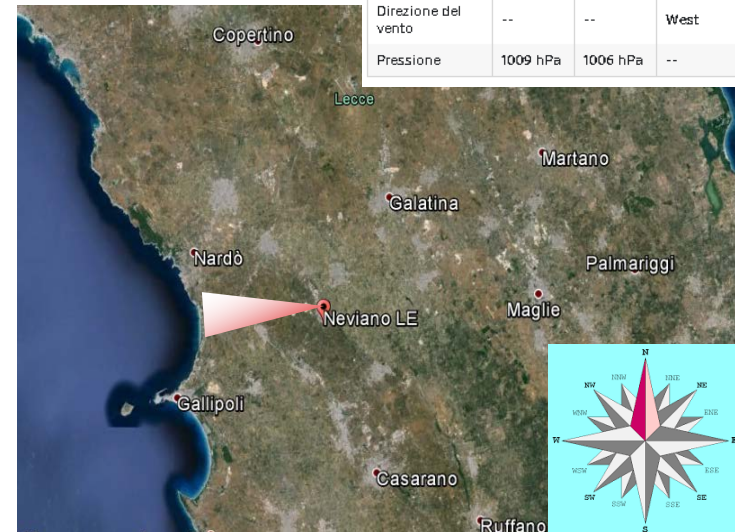 Direzione del
vento
--
--
West
Pressione
1009 hPa
1006 hPa
--
Copertino
Lecce
Martano
Galatina
Nardò
Palmariggi
Neviano LE
Maglie
Gallipoli
Casarano
Ruffano
N
NNW
NNE
NW
NE
WNW
ENE
W
E
WSW
ESE
SW
SE
SSW
SSE
S